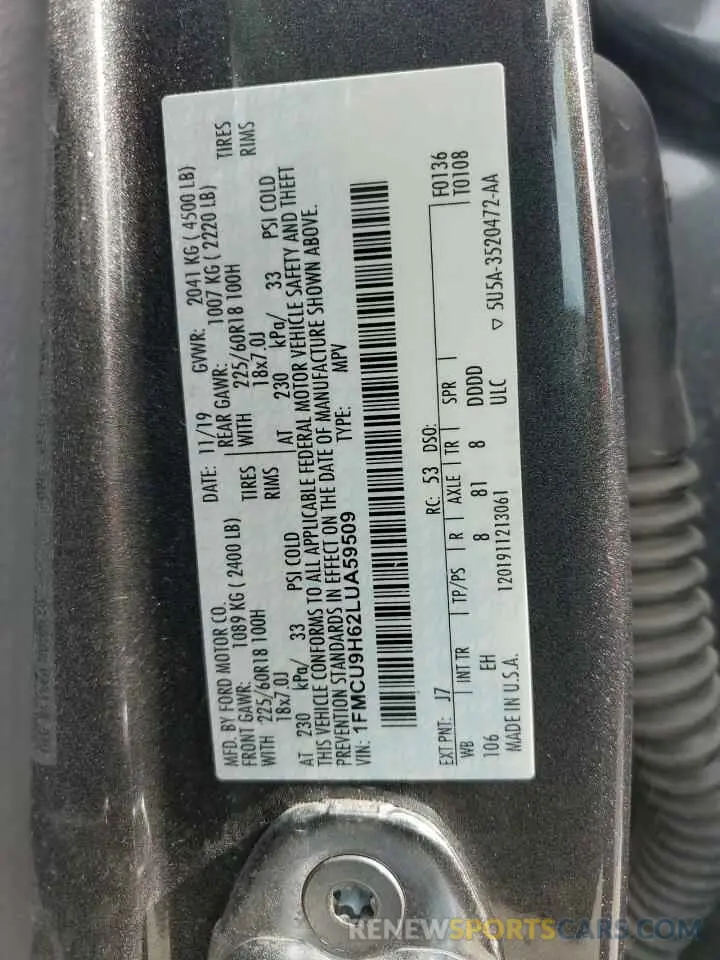 MFD. BY FORD MOTOR CO. DATE: 11/19 GVWR: 2041 KG ( 4500 LB)
FRONT GAWR: 1089 KG ( 2400 LB) REAR GAWR: 1007 KG ( 2220 LB)
WITH 225/60R18 100H TIRES WITH 225/60R18 100H TIRES
18x7.0J RIMS 18x7.0J RIMS
AT 230 kPa/ 33 PSI COLD AT 230 kPa/ 33 PSI COLD
THIS VEHICLE CONFORMS TO ALL APPLICABLE FEDERAL MOTOR VEHICLE SAFETY AND THEFT
PREVENTION STANDARDS IN EFFECT ON THE DATE OF MANUFACTURE SHOWN ABOVE.
VIN: 1FMCU9H62LUA59509 TYPE: MPV
F0136
EXT PNT: J7 RC: 53 DSO: T0108
WB INT TR TP/PS R AXLE TR SPR
106 EH 8 81 8 DDDD
MADE IN U.S.A. 120191121 3061 ULC ▽ 5U5A-3520472-AA
RENEWSPORTSCARS.COM